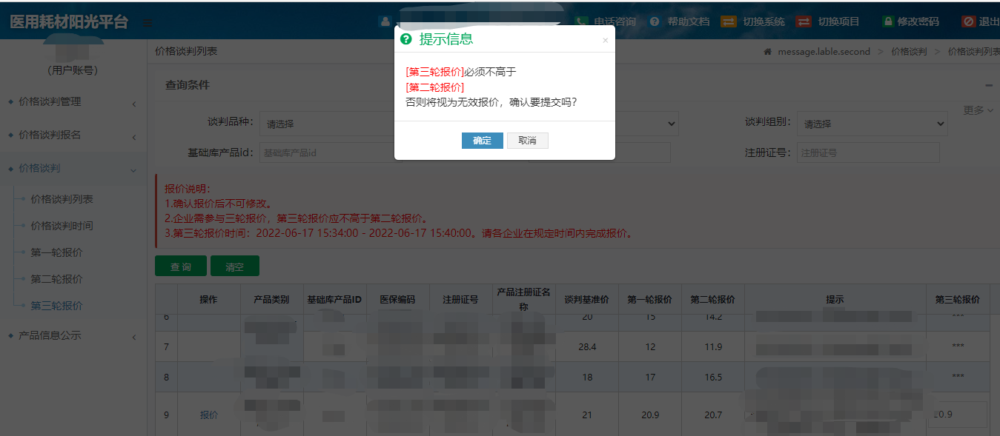 医用耗材阳光平台
电话咨询
帮助文档
切换系统
切换项目
修改密码
退出
(用户账号)
价格谈判管理
价格谈判报名
价格谈判
价格谈判列表
价格谈判时间
第一轮报价
第二轮报价
第三轮报价
产品信息公示
价格谈判列表
message.lable.second > 价格谈判 > 价格谈判列表
提示信息
×
[第三轮报价]必须不高于
[第二轮报价]
否则将视为无效报价，确认要提交吗?
确定
取消
查询条件
更多
谈判品种:
请选择
谈判组别:
请选择
基础库产品id:
基础库产品id
注册证号:
注册证号
报价说明:
1.确认报价后不可修改。
2.企业需参与三轮报价，第三轮报价应不高于第二轮报价。
3.第三轮报价时间：2022-06-17 15:34:00 - 2022-06-17 15:40:00。请各企业在规定时间内完成报价。
查 询
清空
操作 产品类别 基础库产品ID 医保编码 注册证号 产品注册证名称 谈判基准价 第一轮报价 第二轮报价 提示 第三轮报价
6 20 15 14.2 ***
7 28.4 12 11.9 ***
8 18 17 16.5 ***
9 报价 21 20.9 20.7 20.9